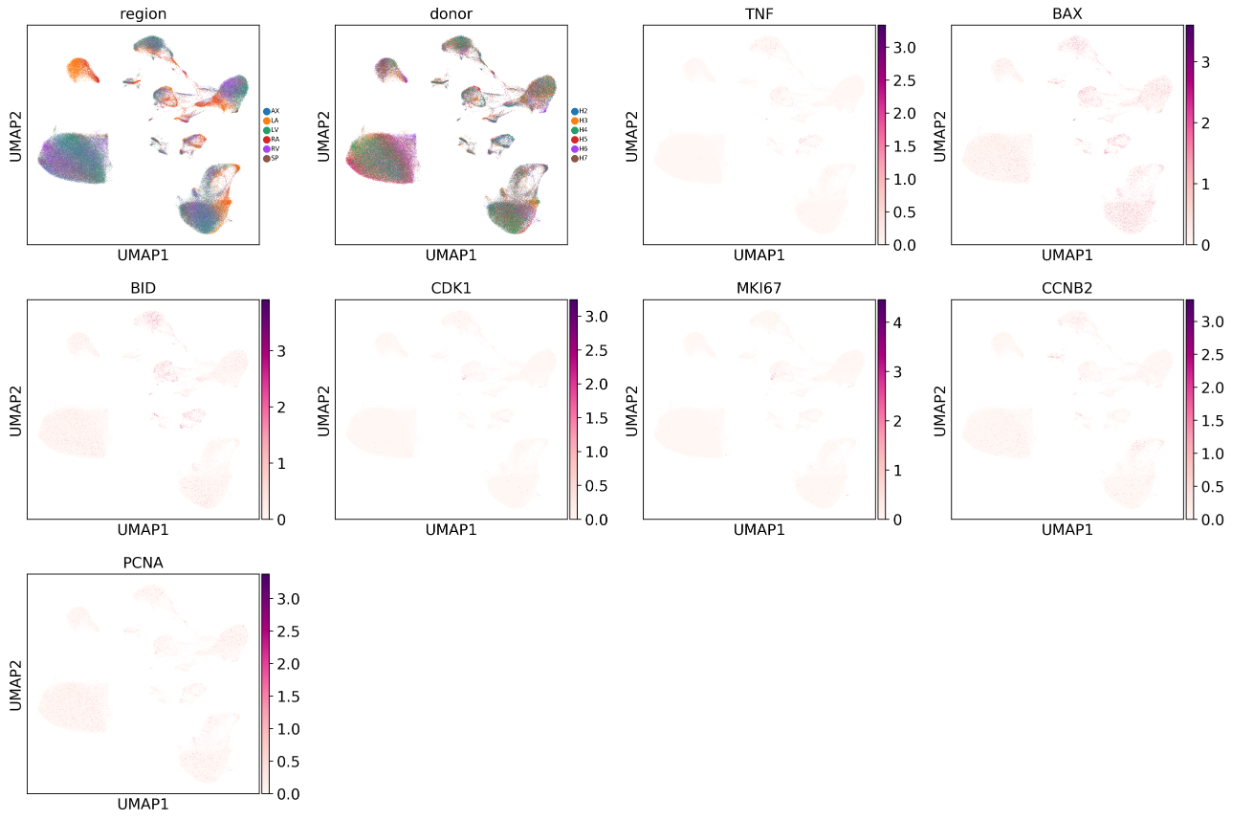 region
UMAP2
UMAP1
AX
LA
LV
RA
RV
SP
donor
UMAP2
UMAP1
H2
H3
H4
H5
H6
H7
TNF
UMAP2
UMAP1
3.0
2.5
2.0
1.5
1.0
0.5
0.0
BAX
UMAP2
UMAP1
3
2
1
0
BID
UMAP2
UMAP1
3
2
1
0
CDK1
UMAP2
UMAP1
3.0
2.5
2.0
1.5
1.0
0.5
0.0
MKI67
UMAP2
UMAP1
4
3
2
1
0
CCNB2
UMAP2
UMAP1
3.0
2.5
2.0
1.5
1.0
0.5
0.0
PCNA
UMAP2
UMAP1
3.0
2.5
2.0
1.5
1.0
0.5
0.0